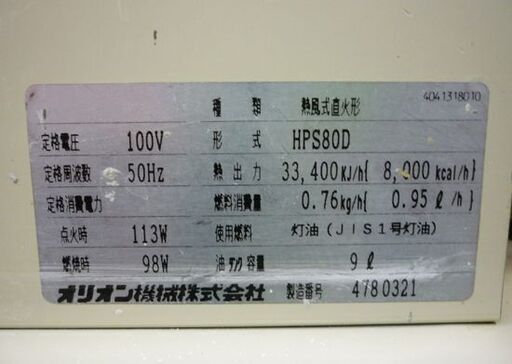 種類 熱風式直火形 4041318010
定格電圧 100V 形式 HPS80D
定格周波数 50Hz 熱出力 33,400KJ/h{ 8,000kcal/h}
定格消費電力 燃料消費量 0.76kg/h{ 0.95ℓ/h}
点火時 113W 使用燃料 灯油(JIS1号灯油)
燃焼時 98W 油タンク容量 9ℓ
オリオン機械株式会社 製造番号 4780321